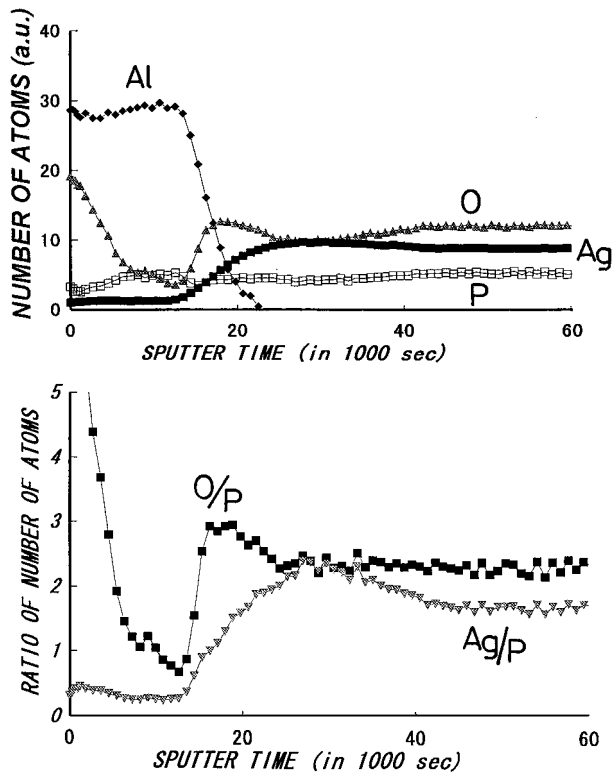 NUMBER OF ATOMS (a.u.)
40
30
20
10
0
Al
O
Ag
P
0
20
40
60
SPUTTER TIME (in 1000 sec)
RATIO OF NUMBER OF ATOMS
5
4
3
2
1
0
O/P
Ag/P
0
20
40
60
SPUTTER TIME (in 1000 sec)